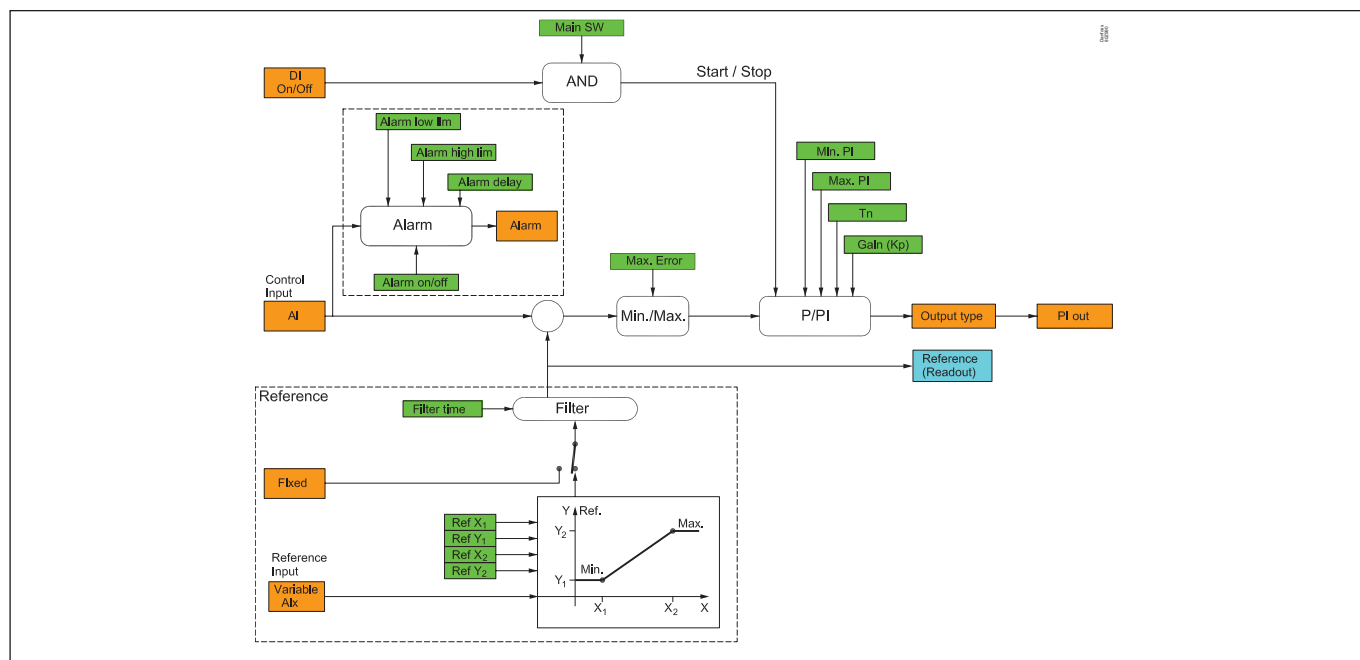 Main SW
DI
On/Off
AND
Start / Stop
Alarm low lim
Alarm high lim
Alarm delay
Alarm
Alarm
Alarm on/off
Min. PI
Max. PI
Tn
Gain (Kp)
Control
Input
AI
Max. Error
Min./Max.
P/PI
Output type
PI out
Reference
(Readout)
Reference
Filter time
Filter
Fixed
Ref X1
Ref Y1
Ref X2
Ref Y2
Y
Ref.
Y2
Max.
Min.
Y1
X1
X2
X
Reference
Input
Variable
AIx